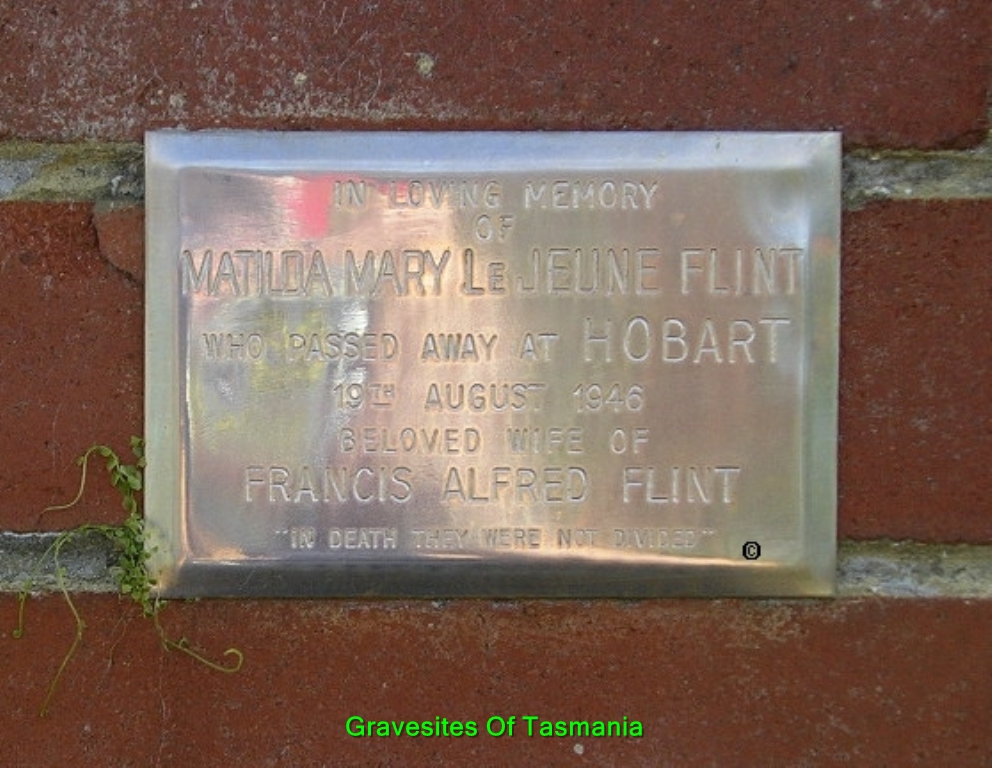 IN LOVING MEMORY
OF
MATILDA MARY Le JEUNE FLINT
WHO PASSED AWAY AT HOBART
19TH AUGUST 1946
BELOVED WIFE OF
FRANCIS ALFRED FLINT
"IN DEATH THEY WERE NOT DIVIDED"
©
Gravesites Of Tasmania